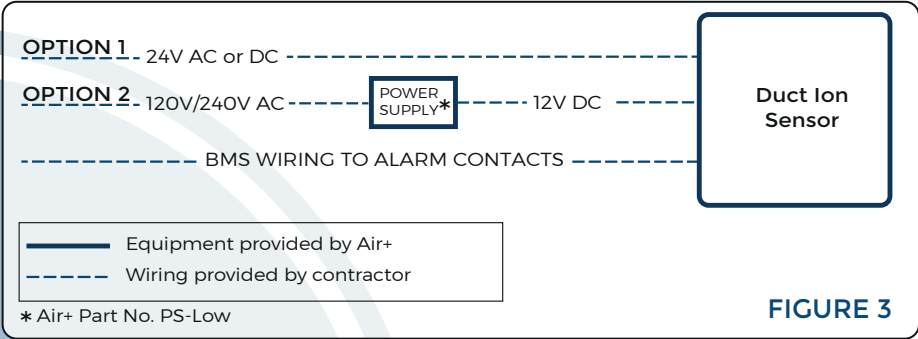 OPTION 1 24V AC or DC
OPTION 2 120V/240V AC POWER SUPPLY* 12V DC
Duct Ion
Sensor
BMS WIRING TO ALARM CONTACTS
Equipment provided by Air+
Wiring provided by contractor
* Air+ Part No. PS-Low
FIGURE 3